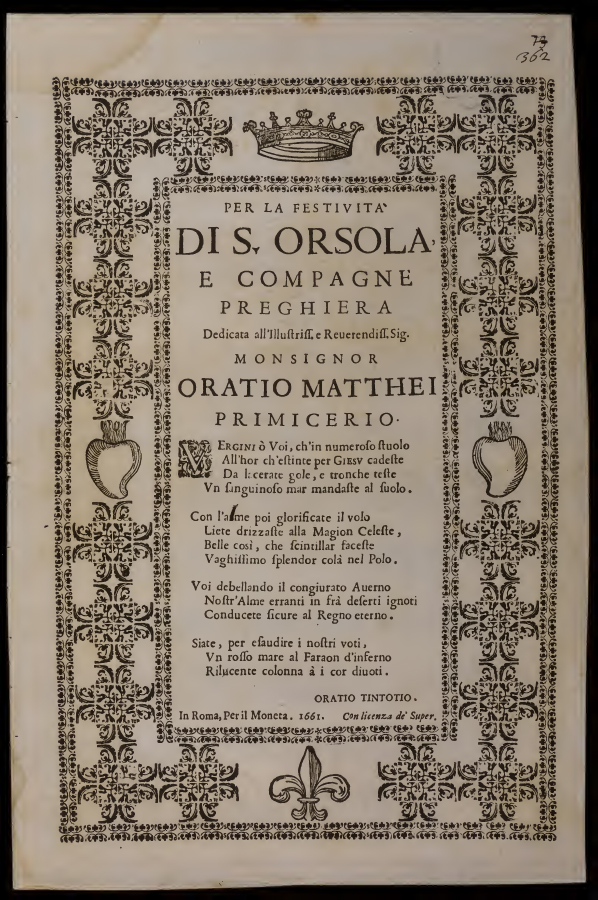 73
362
PER LA FESTIVITA'
DI S. ORSOLA,
E COMPAGNE
PREGHIERA
Dedicata all'Illuſtriſſ. e Reuerendiſſ. Sig.
MONSIGNOR
ORATIO MATTHEI
PRIMICERIO.
VERGINI ò Voi, ch'in numeroſo ſtuolo
All'hor ch'eſtinte per GIESV cadeſte
Da lacerate gole, e tronche teſte
Vn ſanguinoſo mar mandaſte al ſuolo.
Con l'alme poi glorificate il volo
Liete drizzaſte alla Magion Celeſte,
Belle così, che ſcintillar faceſte
Vaghiſſimo ſplendor colà nel Polo.
Voi debellando il congiurato Auerno
Noſtr'Alme erranti in frà deſerti ignoti
Conducete ſicure al Regno eterno.
Siate, per eſaudire i noſtri voti,
Vn roſſo mare al Faraon d'inferno
Rilucente colonna à i cor diuoti.
ORATIO TINTOTIO.
In Roma, Per il Moneta. 1661. Con licenza de' Super.